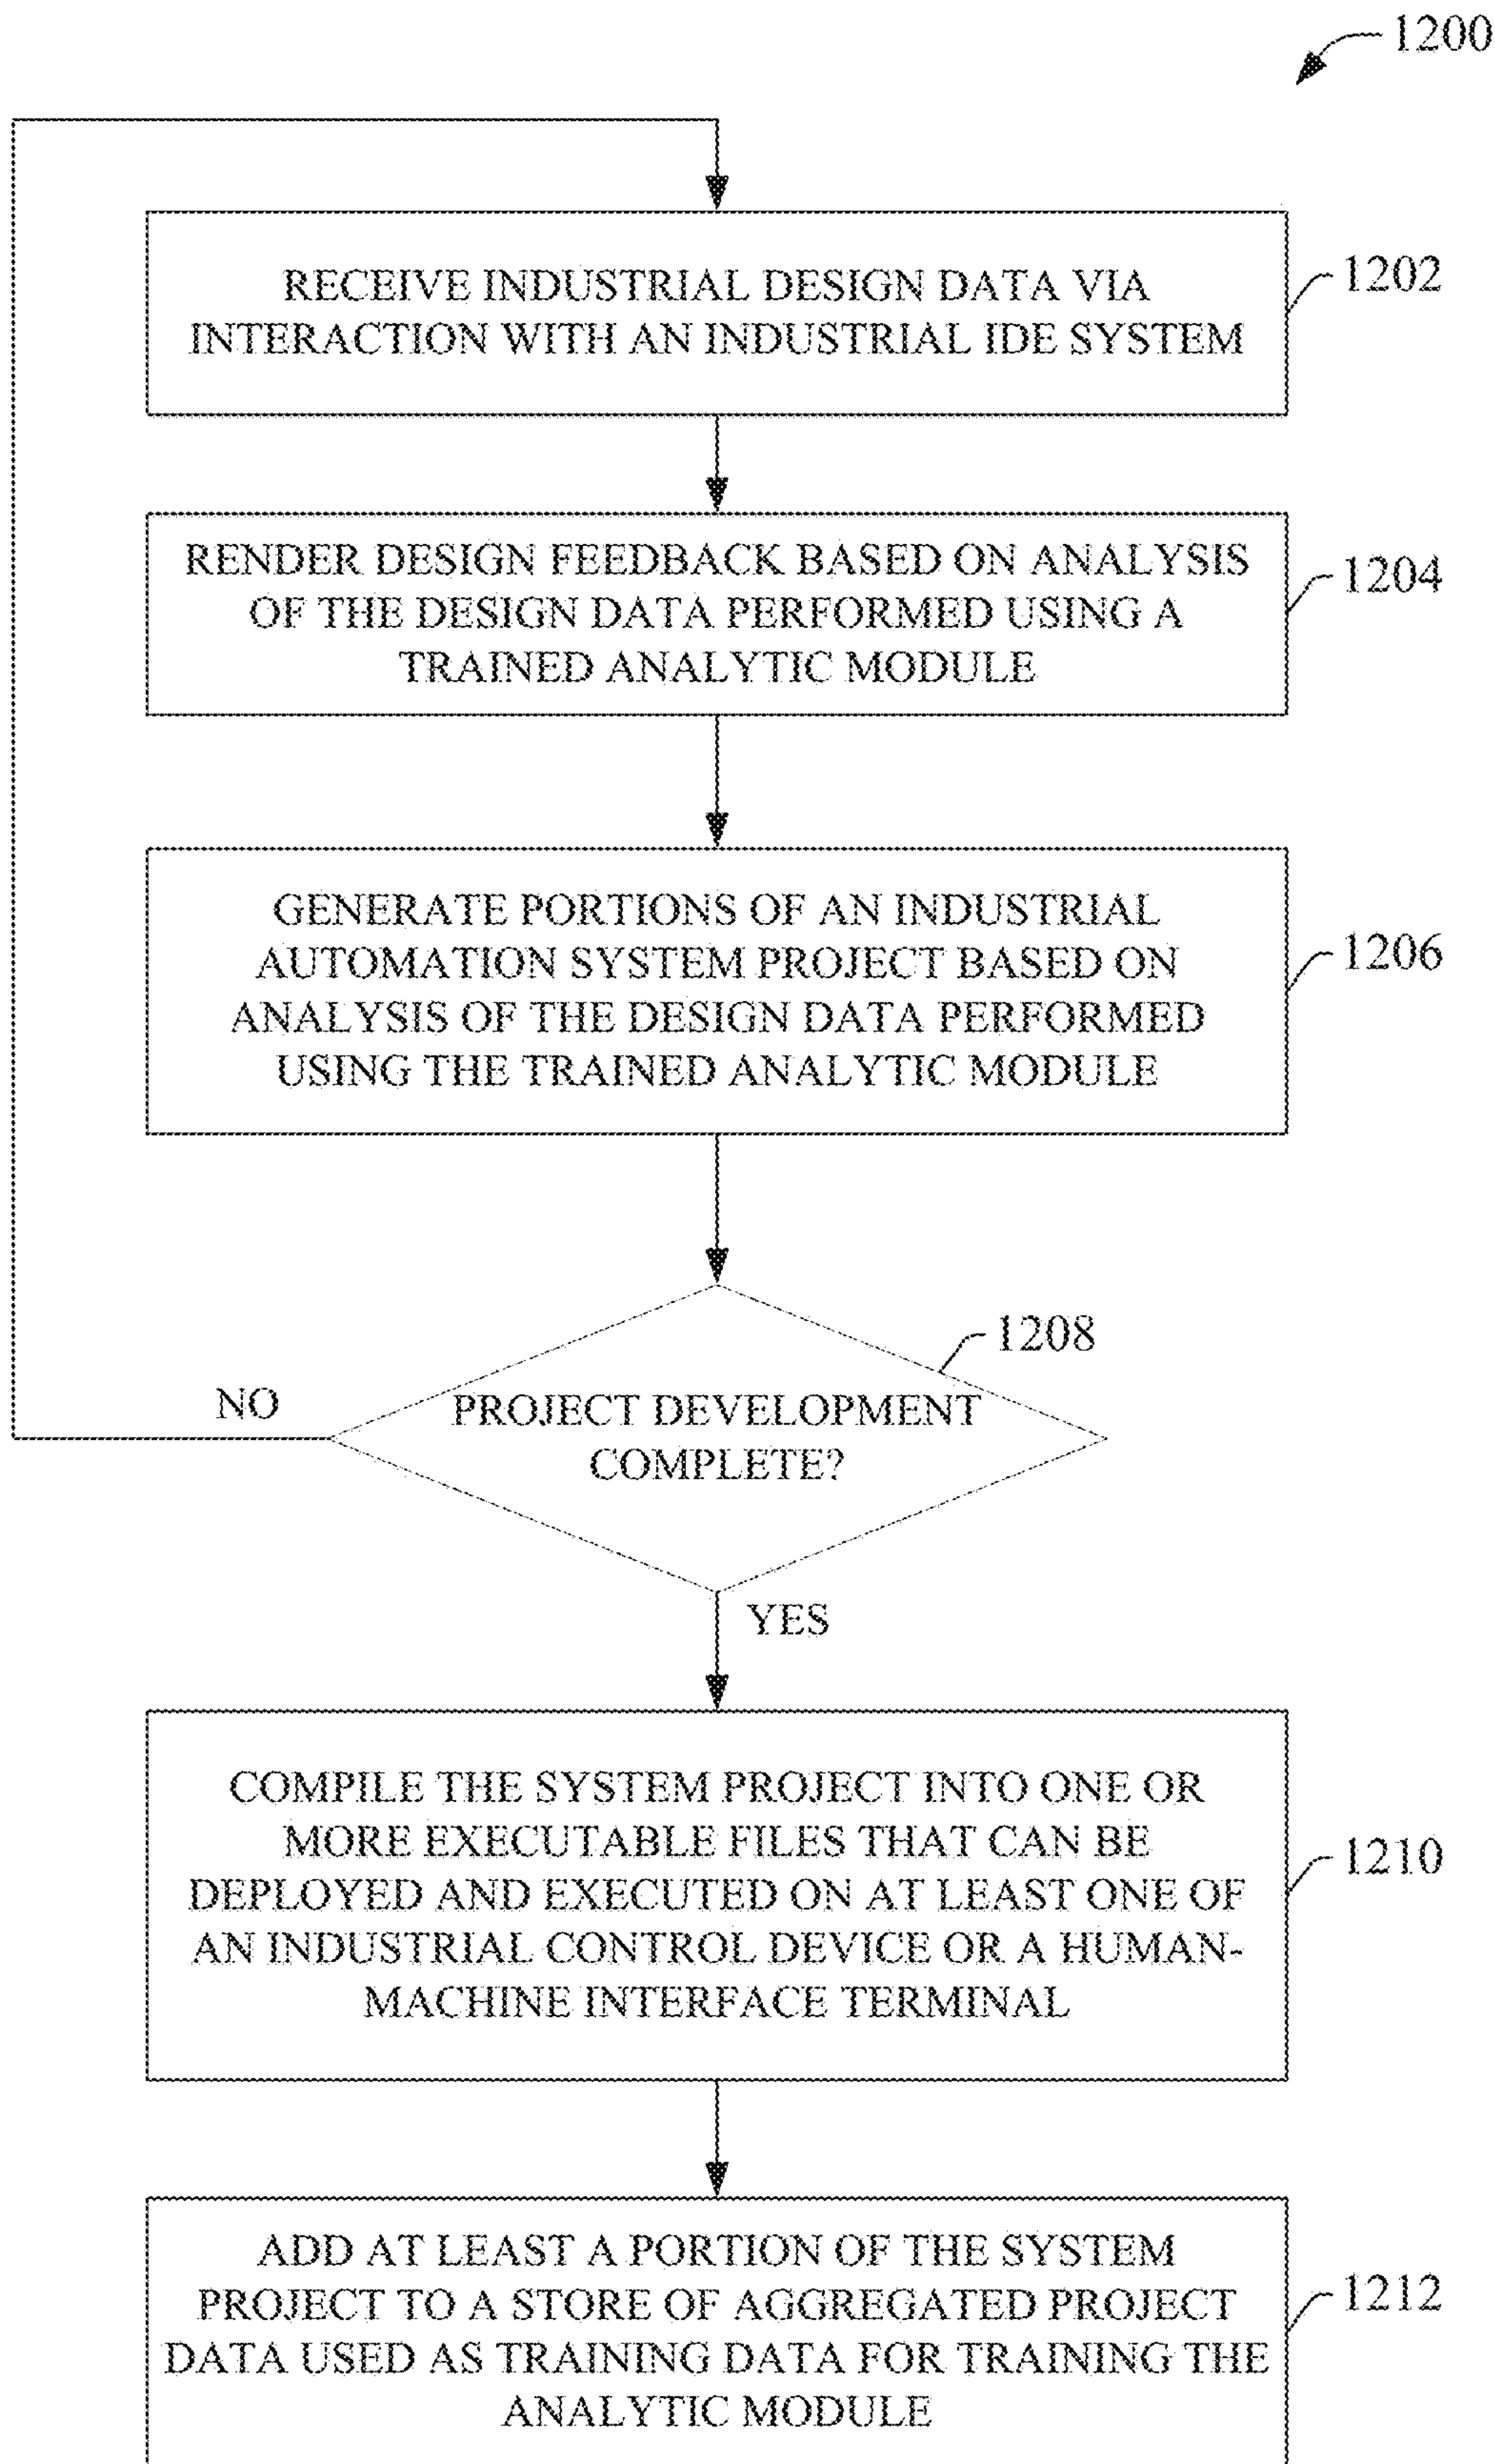 1200
RECEIVE INDUSTRIAL DESIGN DATA VIA
INTERACTION WITH AN INDUSTRIAL IDE SYSTEM
1202
RENDER DESIGN FEEDBACK BASED ON ANALYSIS
OF THE DESIGN DATA PERFORMED USING A
TRAINED ANALYTIC MODULE
1204
GENERATE PORTIONS OF AN INDUSTRIAL
AUTOMATION SYSTEM PROJECT BASED ON
ANALYSIS OF THE DESIGN DATA PERFORMED
USING THE TRAINED ANALYTIC MODULE
1206
1208
NO
PROJECT DEVELOPMENT
COMPLETE?
YES
COMPILE THE SYSTEM PROJECT INTO ONE OR
MORE EXECUTABLE FILES THAT CAN BE
DEPLOYED AND EXECUTED ON AT LEAST ONE OF
AN INDUSTRIAL CONTROL DEVICE OR A HUMAN-
MACHINE INTERFACE TERMINAL
1210
ADD AT LEAST A PORTION OF THE SYSTEM
PROJECT TO A STORE OF AGGREGATED PROJECT
DATA USED AS TRAINING DATA FOR TRAINING THE
ANALYTIC MODULE
1212